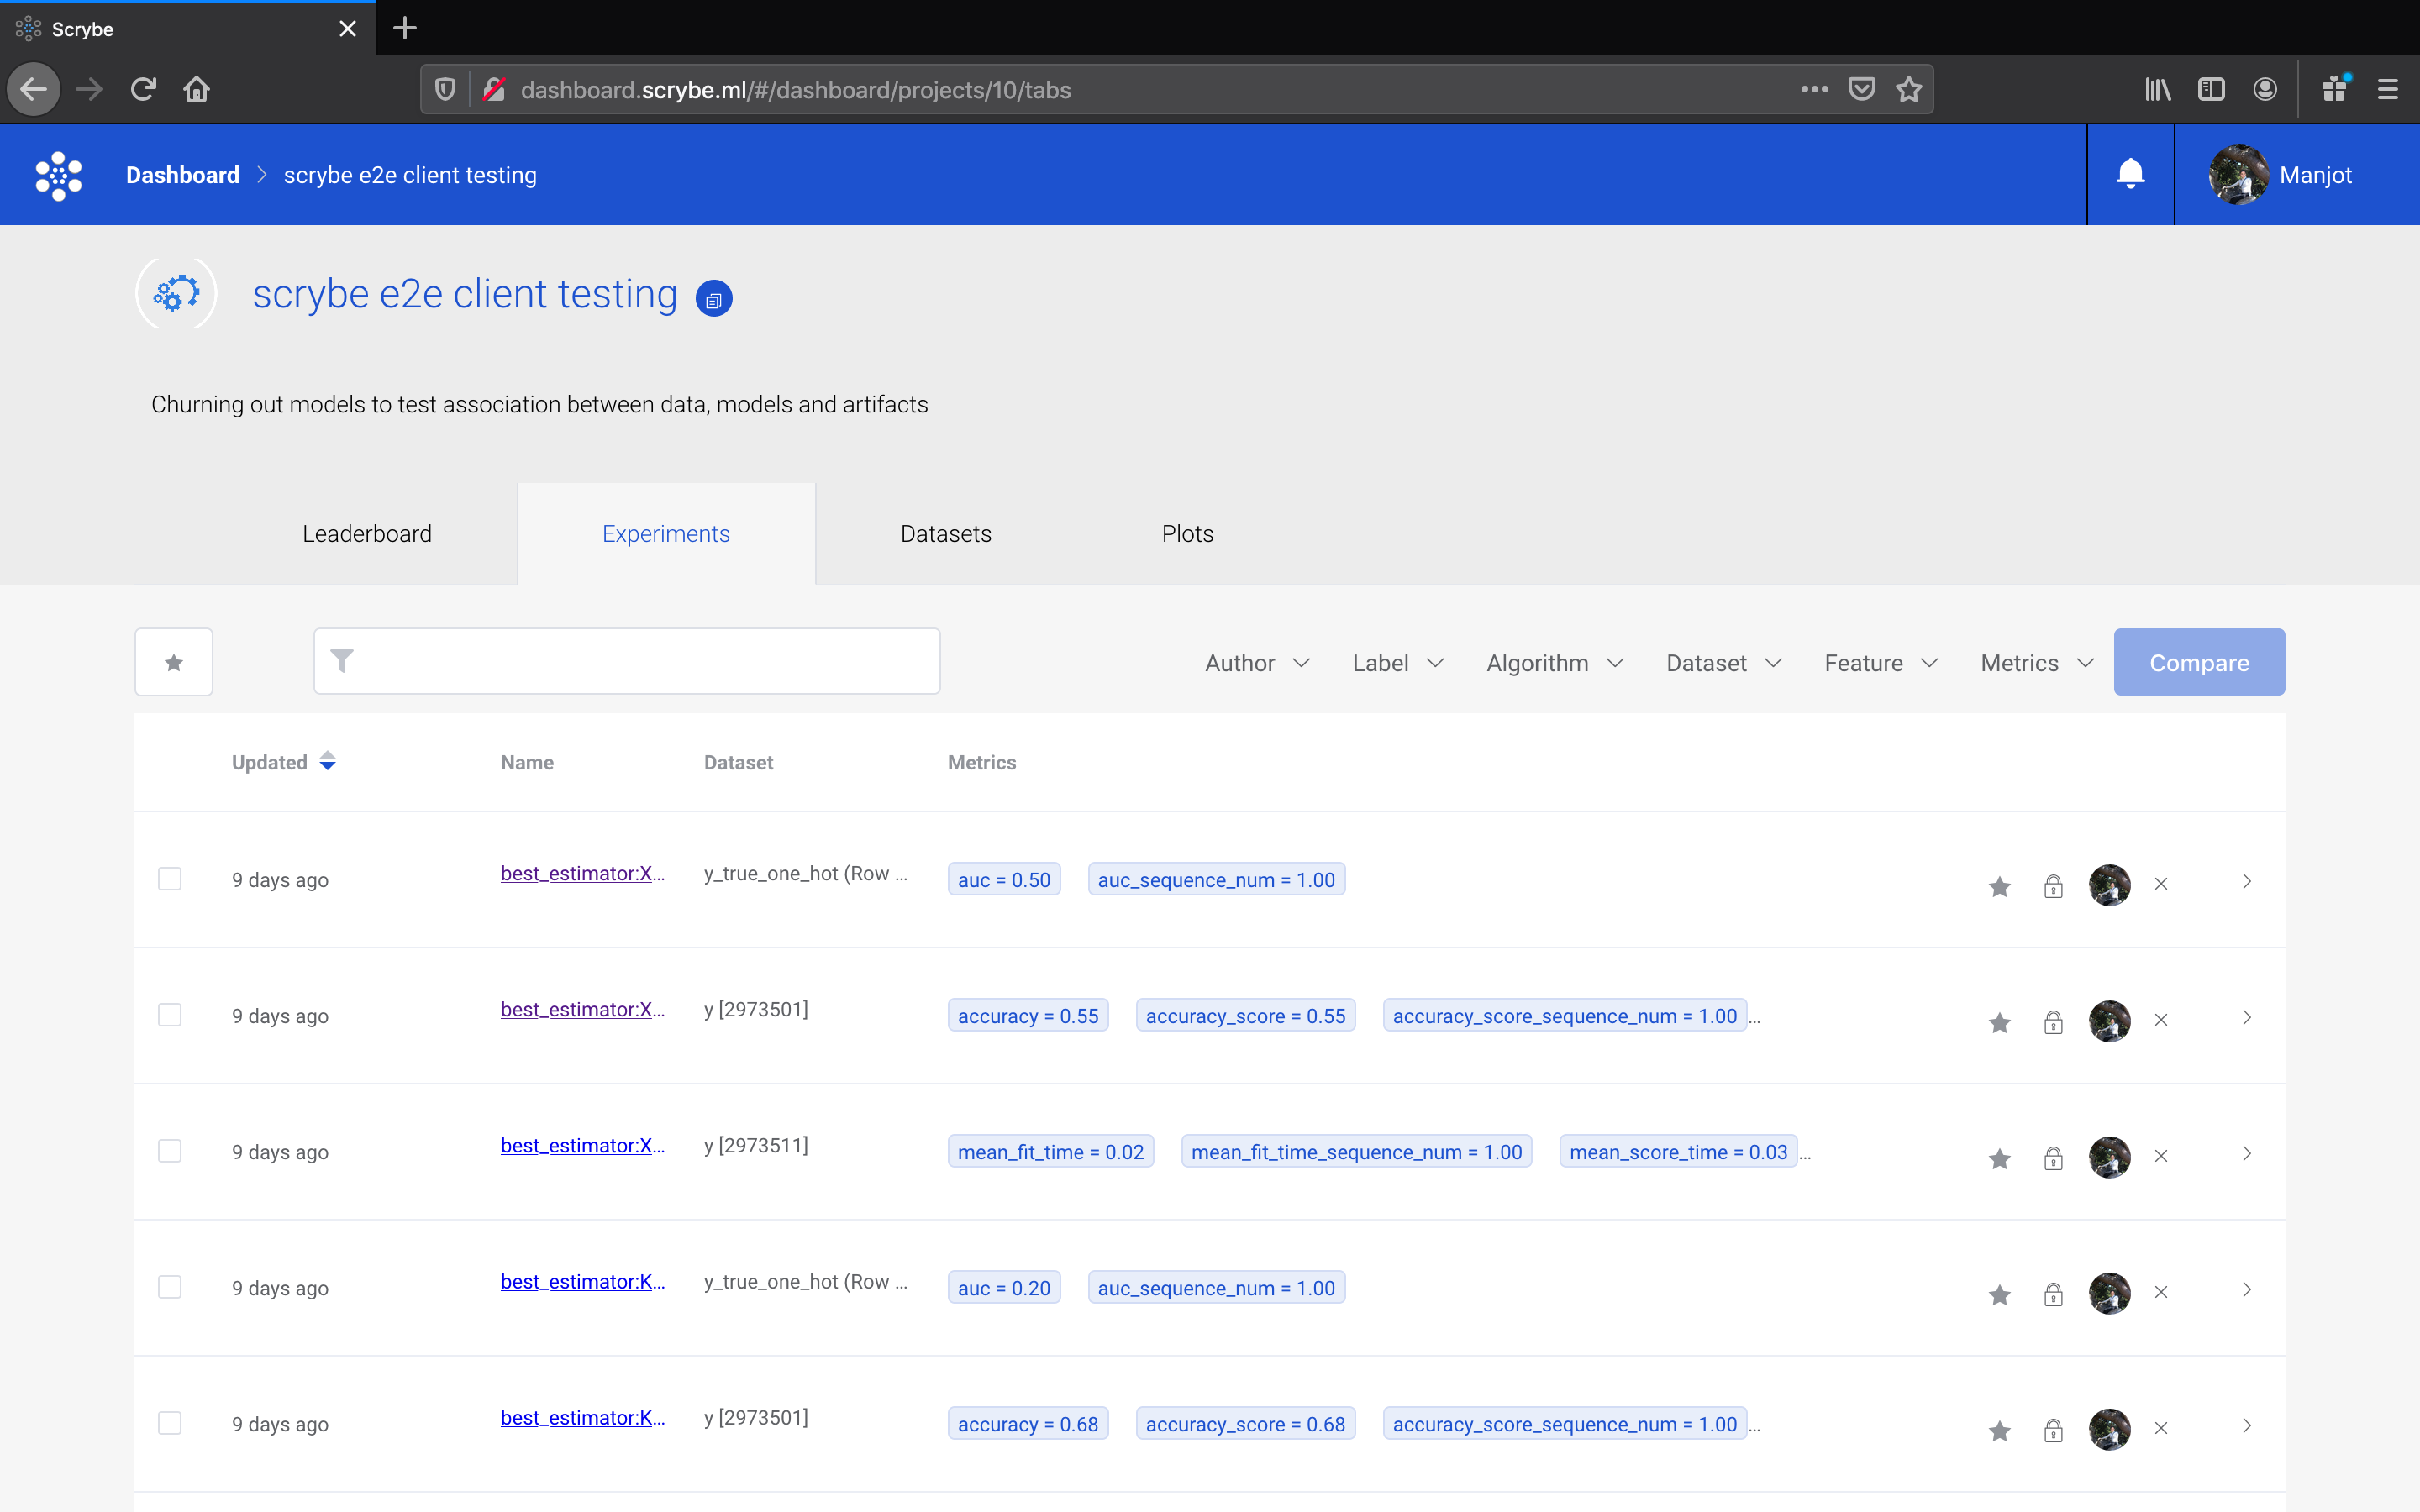 Scrybe
dashboard.scrybe.ml/#/dashboard/projects/10/tabs
Dashboard scrybe e2e client testing Manjot
scrybe e2e client testing
Churning out models to test association between data, models and artifacts
Leaderboard Experiments Datasets Plots
Author Label Algorithm Dataset Feature Metrics Compare
Updated Name Dataset Metrics
9 days ago best_estimator:X... y_true_one_hot (Row ... auc = 0.50 auc_sequence_num = 1.00
9 days ago best_estimator:X... y [2973501] accuracy = 0.55 accuracy_score = 0.55 accuracy_score_sequence_num = 1.00 ...
9 days ago best_estimator:X... y [2973511] mean_fit_time = 0.02 mean_fit_time_sequence_num = 1.00 mean_score_time = 0.03 ...
9 days ago best_estimator:K... y_true_one_hot (Row ... auc = 0.20 auc_sequence_num = 1.00
9 days ago best_estimator:K... y [2973501] accuracy = 0.68 accuracy_score = 0.68 accuracy_score_sequence_num = 1.00 ...